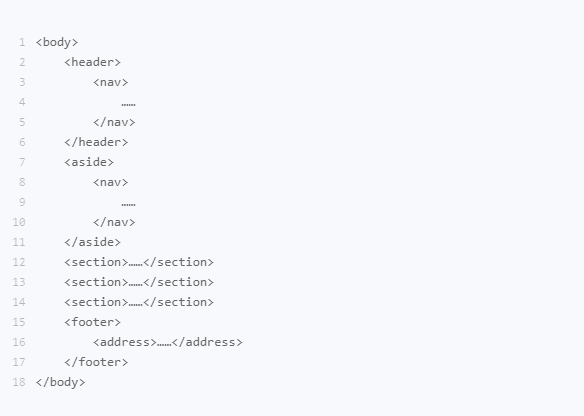 1 <body>
2     <header>
3         <nav>
4             ……
5         </nav>
6     </header>
7     <aside>
8         <nav>
9             ……
10         </nav>
11     </aside>
12     <section>……</section>
13     <section>……</section>
14     <section>……</section>
15     <footer>
16         <address>……</address>
17     </footer>
18 </body>